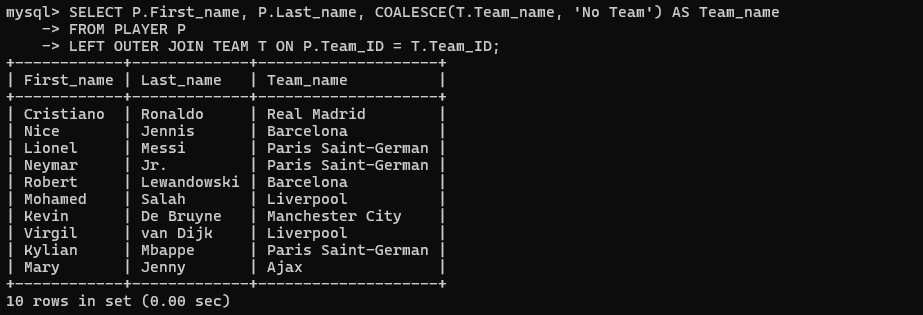 mysql> SELECT P.First_name, P.Last_name, COALESCE(T.Team_name, 'No Team') AS Team_name
    -> FROM PLAYER P
    -> LEFT OUTER JOIN TEAM T ON P.Team_ID = T.Team_ID;
+------------+-------------+--------------------+
| First_name | Last_name   | Team_name          |
+------------+-------------+--------------------+
| Cristiano  | Ronaldo     | Real Madrid        |
| Nice       | Jennis      | Barcelona          |
| Lionel     | Messi       | Paris Saint-German |
| Neymar     | Jr.         | Paris Saint-German |
| Robert     | Lewandowski | Barcelona          |
| Mohamed    | Salah       | Liverpool          |
| Kevin      | De Bruyne   | Manchester City    |
| Virgil     | van Dijk    | Liverpool          |
| Kylian     | Mbappe      | Paris Saint-German |
| Mary       | Jenny       | Ajax               |
+------------+-------------+--------------------+
10 rows in set (0.00 sec)